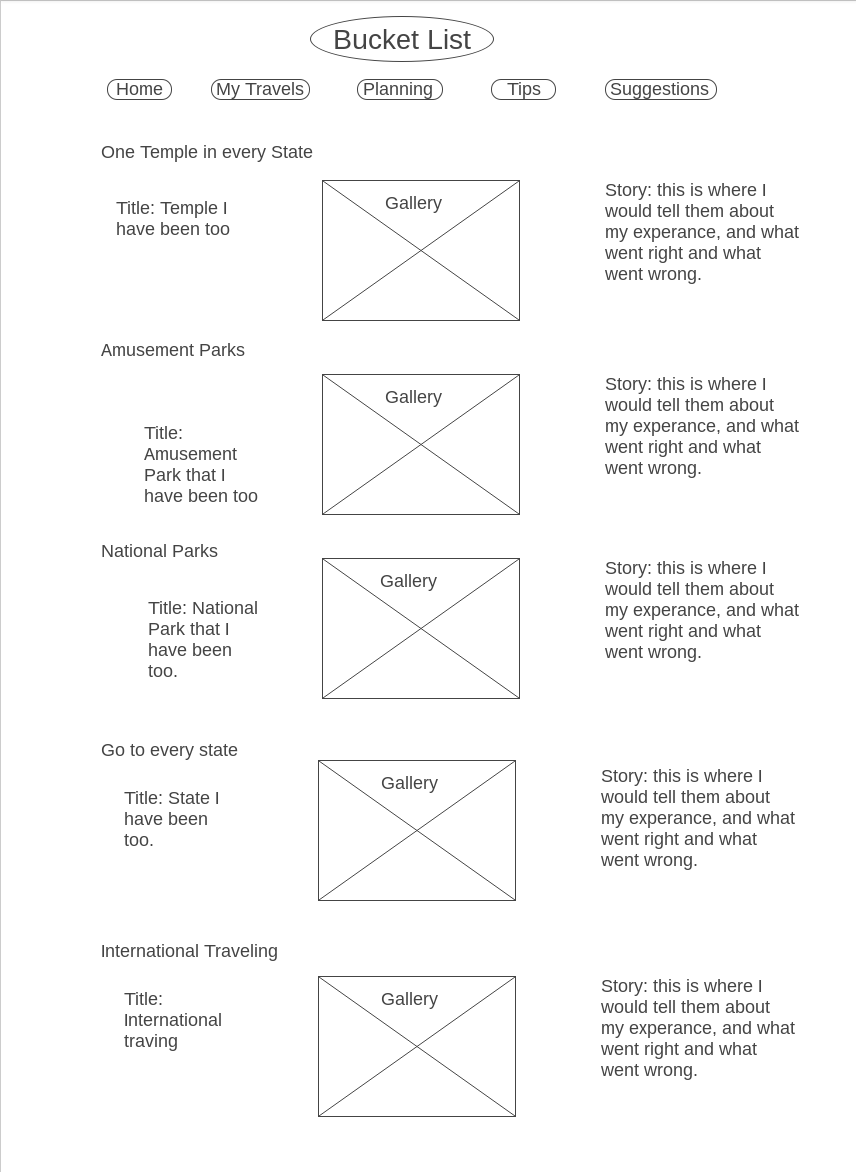 Bucket List
Home
My Travels
Planning
Tips
Suggestions
One Temple in every State
Title: Temple I
have been too
Gallery
Story: this is where I
would tell them about
my experance, and what
went right and what
went wrong.
Amusement Parks
Title:
Amusement
Park that I
have been too
Gallery
Story: this is where I
would tell them about
my experance, and what
went right and what
went wrong.
National Parks
Title: National
Park that I
have been
too.
Gallery
Story: this is where I
would tell them about
my experance, and what
went right and what
went wrong.
Go to every state
Title: State I
have been
too.
Gallery
Story: this is where I
would tell them about
my experance, and what
went right and what
went wrong.
International Traveling
Title:
International
traving
Gallery
Story: this is where I
would tell them about
my experance, and what
went right and what
went wrong.